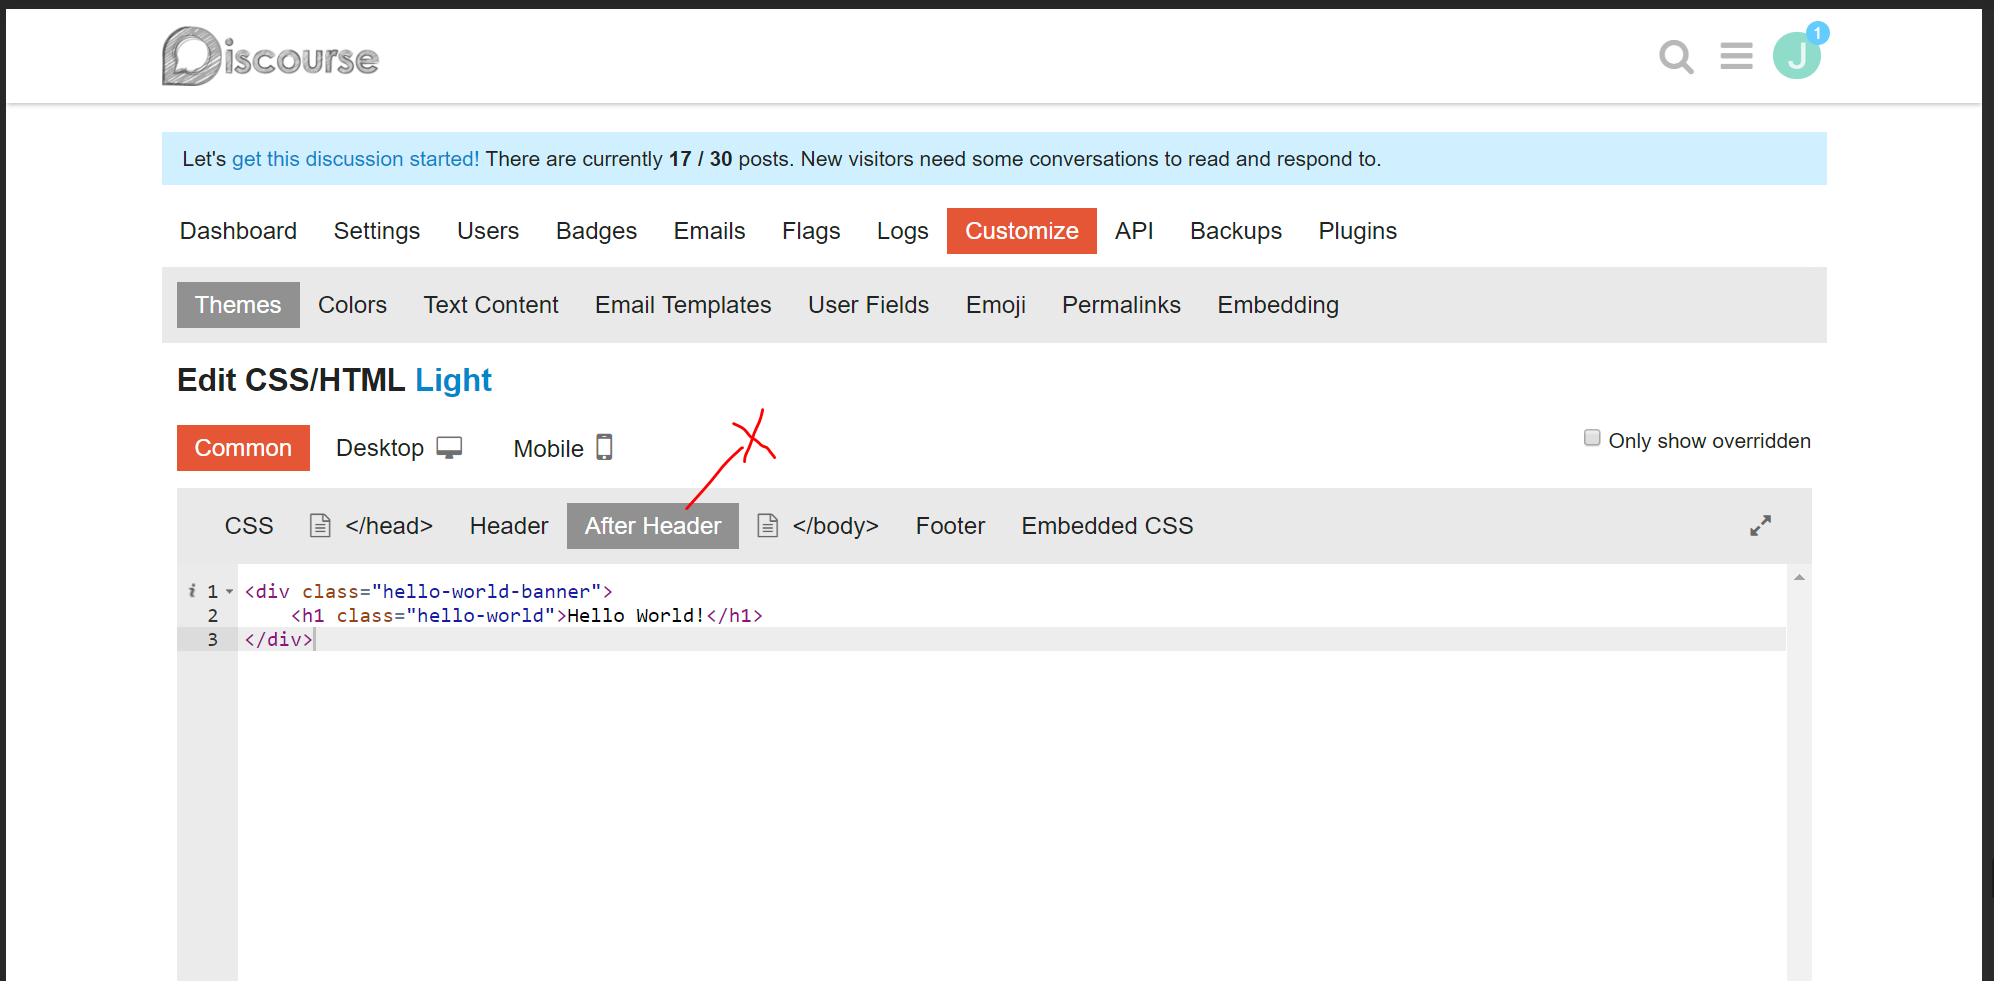 Discourse
J 1
Let's get this discussion started! There are currently 17 / 30 posts. New visitors need some conversations to read and respond to.
Dashboard Settings Users Badges Emails Flags Logs Customize API Backups Plugins
Themes Colors Text Content Email Templates User Fields Emoji Permalinks Embedding
Edit CSS/HTML Light
Common Desktop Mobile Only show overridden
CSS </head> Header After Header </body> Footer Embedded CSS
i 1 <div class="hello-world-banner">
2 <h1 class="hello-world">Hello World!</h1>
3 </div>